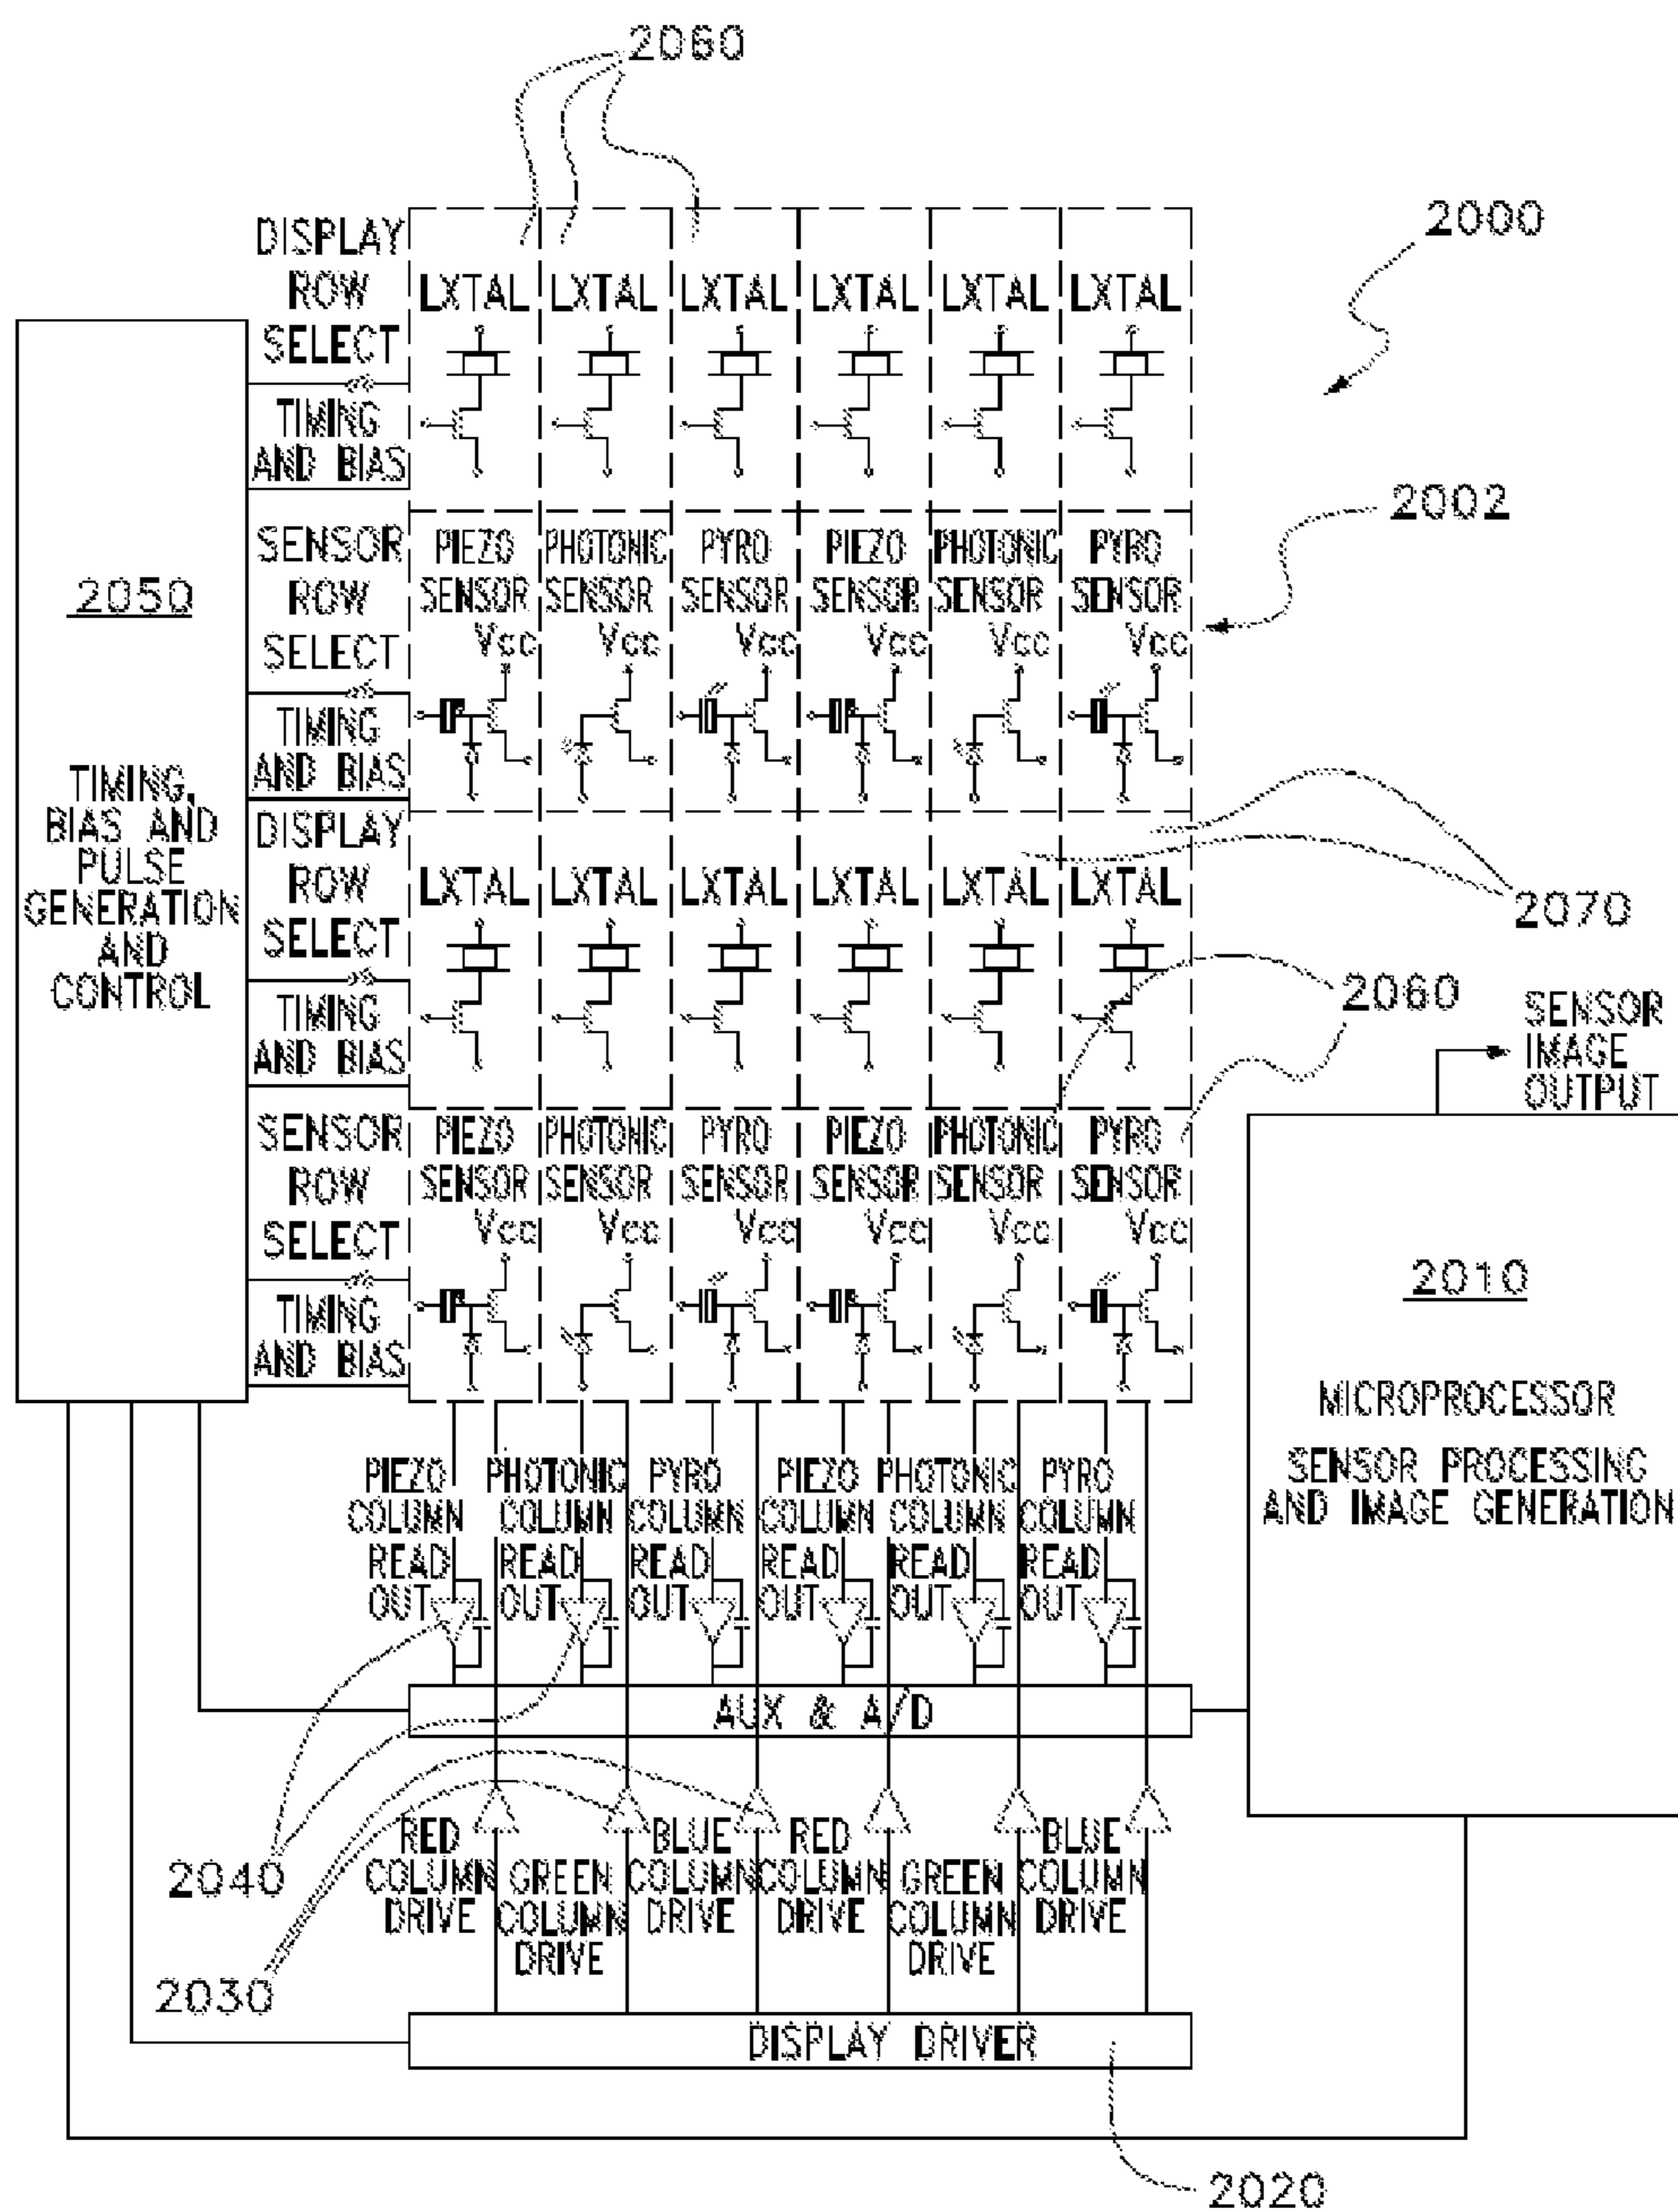 2060
2000
DISPLAY
ROW
SELECT
LXTAL LXTAL LXTAL LXTAL LXTAL LXTAL
TIMING
AND BIAS
2002
SENSOR
ROW
SELECT
PIEZO PHOTONIC PYRO PIEZO PHOTONIC PYRO
SENSOR SENSOR SENSOR SENSOR SENSOR SENSOR
Vcc Vcc Vcc Vcc Vcc Vcc
TIMING
AND BIAS
2050
TIMING,
BIAS AND
PULSE
GENERATION
AND
CONTROL
DISPLAY
ROW
SELECT
LXTAL LXTAL LXTAL LXTAL LXTAL LXTAL
2070
TIMING
AND BIAS
2060
SENSOR
IMAGE
OUTPUT
SENSOR
ROW
SELECT
PIEZO PHOTONIC PYRO PIEZO PHOTONIC PYRO
SENSOR SENSOR SENSOR SENSOR SENSOR SENSOR
Vcc Vcc Vcc Vcc Vcc Vcc
TIMING
AND BIAS
2010
MICROPROCESSOR
SENSOR PROCESSING
AND IMAGE GENERATION
PIEZO PHOTONIC PYRO PIEZO PHOTONIC PYRO
COLUMN COLUMN COLUMN COLUMN COLUMN COLUMN
READ READ READ READ READ READ
OUT OUT OUT OUT OUT OUT
AUX & A/D
2040
RED
COLUMN
DRIVE
GREEN
COLUMN
DRIVE
BLUE
COLUMN
DRIVE
RED
COLUMN
DRIVE
GREEN
COLUMN
DRIVE
BLUE
COLUMN
DRIVE
2030
DISPLAY DRIVER
2020